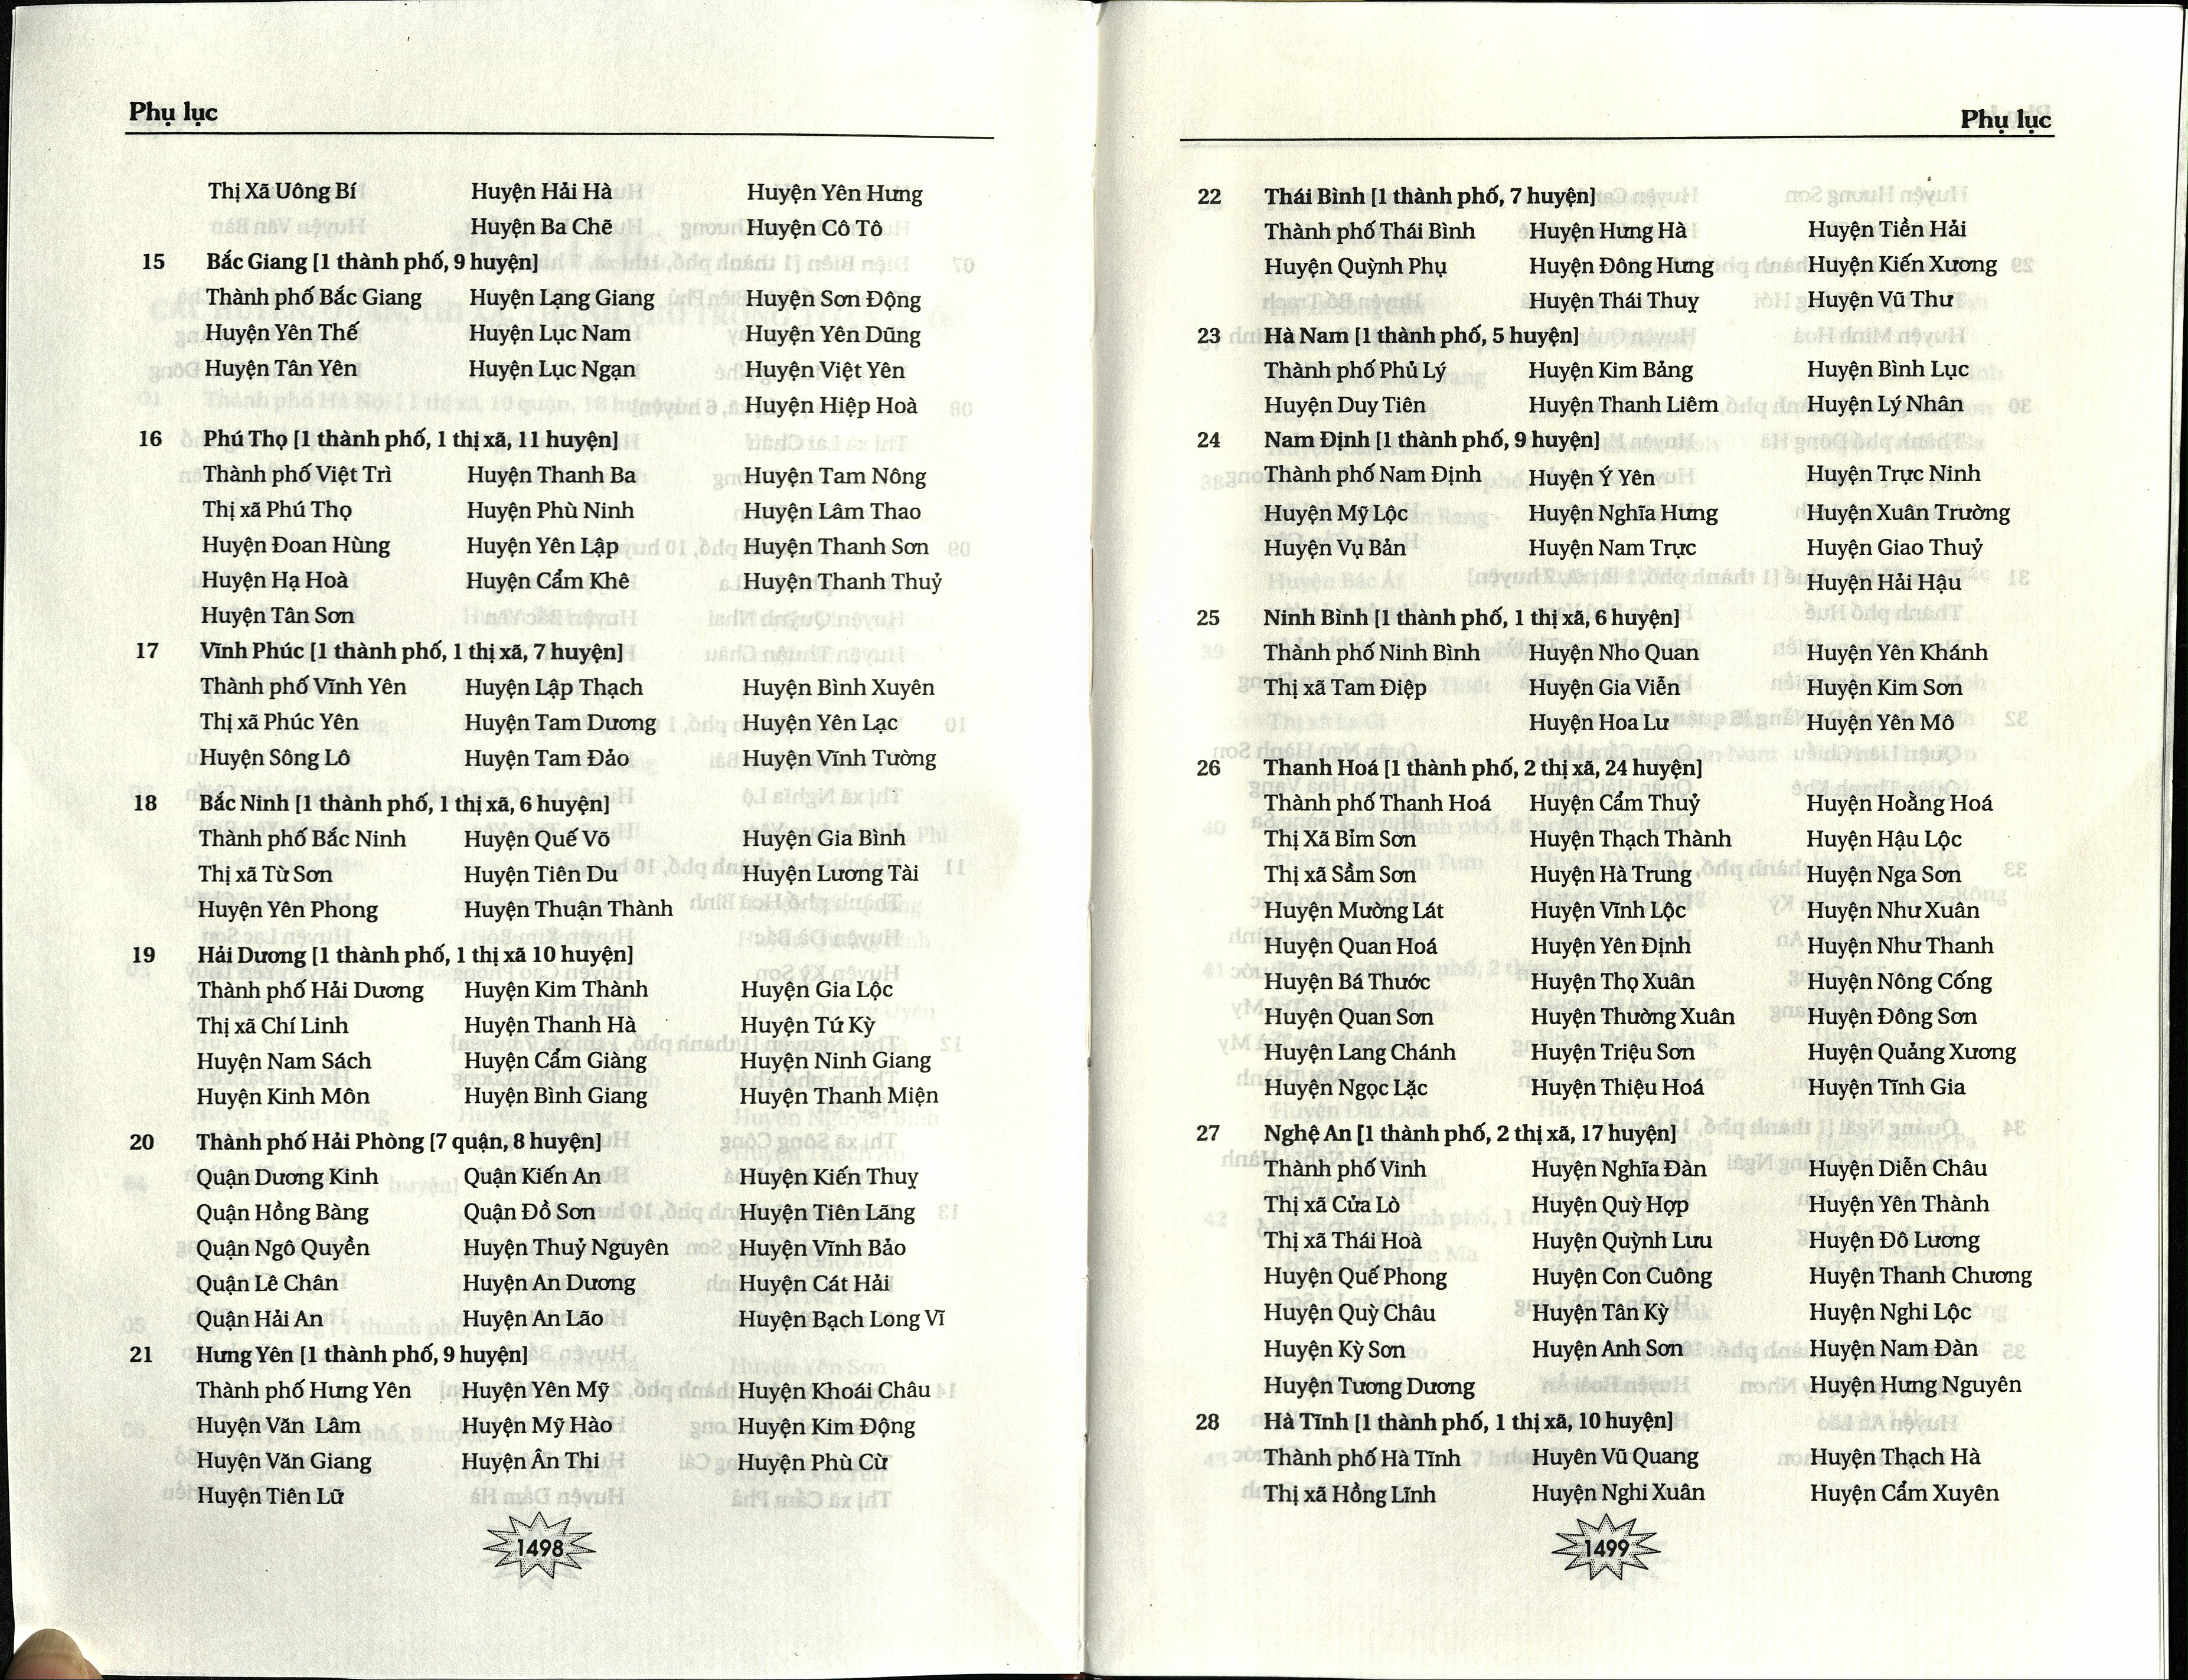 Phụ lục
Thị Xã Uông Bí Huyện Hải Hà Huyện Yên Hưng
Huyện Ba Chẽ Huyện Cô Tô
15 Bắc Giang [1 thành phố, 9 huyện]
Thành phố Bắc Giang Huyện Lạng Giang Huyện Sơn Động
Huyện Yên Thế Huyện Lục Nam Huyện Yên Dũng
Huyện Tân Yên Huyện Lục Ngạn Huyện Việt Yên
Huyện Hiệp Hoà
16 Phú Thọ [1 thành phố, 1 thị xã, 11 huyện]
Thành phố Việt Trì Huyện Thanh Ba Huyện Tam Nông
Thị xã Phú Thọ Huyện Phù Ninh Huyện Lâm Thao
Huyện Đoan Hùng Huyện Yên Lập Huyện Thanh Sơn
Huyện Hạ Hoà Huyện Cẩm Khê Huyện Thanh Thuỷ
Huyện Tân Sơn
17 Vĩnh Phúc [1 thành phố, 1 thị xã, 7 huyện]
Thành phố Vĩnh Yên Huyện Lập Thạch Huyện Bình Xuyên
Thị xã Phúc Yên Huyện Tam Dương Huyện Yên Lạc
Huyện Sông Lô Huyện Tam Đảo Huyện Vĩnh Tường
18 Bắc Ninh [1 thành phố, 1 thị xã, 6 huyện]
Thành phố Bắc Ninh Huyện Quế Võ Huyện Gia Bình
Thị xã Từ Sơn Huyện Tiên Du Huyện Lương Tài
Huyện Yên Phong Huyện Thuận Thành
19 Hải Dương [1 thành phố, 1 thị xã 10 huyện]
Thành phố Hải Dương Huyện Kim Thành Huyện Gia Lộc
Thị xã Chí Linh Huyện Thanh Hà Huyện Tứ Kỳ
Huyện Nam Sách Huyện Cẩm Giàng Huyện Ninh Giang
Huyện Kinh Môn Huyện Bình Giang Huyện Thanh Miện
20 Thành phố Hải Phòng [7 quận, 8 huyện]
Quận Dương Kinh Quận Kiến An Huyện Kiến Thuỵ
Quận Hồng Bàng Quận Đồ Sơn Huyện Tiên Lãng
Quận Ngô Quyền Huyện Thuỷ Nguyên Huyện Vĩnh Bảo
Quận Lê Chân Huyện An Dương Huyện Cát Hải
Quận Hải An Huyện An Lão Huyện Bạch Long Vĩ
21 Hưng Yên [1 thành phố, 9 huyện]
Thành phố Hưng Yên Huyện Yên Mỹ Huyện Khoái Châu
Huyện Văn Lâm Huyện Mỹ Hào Huyện Kim Động
Huyện Văn Giang Huyện Ân Thi Huyện Phù Cừ
Huyện Tiên Lữ
1498
Phụ lục
22 Thái Bình [1 thành phố, 7 huyện]
Thành phố Thái Bình Huyện Hưng Hà Huyện Tiền Hải
Huyện Quỳnh Phụ Huyện Đông Hưng Huyện Kiến Xương
Huyện Thái Thuỵ Huyện Vũ Thư
23 Hà Nam [1 thành phố, 5 huyện]
Thành phố Phủ Lý Huyện Kim Bảng Huyện Bình Lục
Huyện Duy Tiên Huyện Thanh Liêm Huyện Lý Nhân
24 Nam Định [1 thành phố, 9 huyện]
Thành phố Nam Định Huyện Ý Yên Huyện Trực Ninh
Huyện Mỹ Lộc Huyện Nghĩa Hưng Huyện Xuân Trường
Huyện Vụ Bản Huyện Nam Trực Huyện Giao Thuỷ
Huyện Hải Hậu
25 Ninh Bình [1 thành phố, 1 thị xã, 6 huyện]
Thành phố Ninh Bình Huyện Nho Quan Huyện Yên Khánh
Thị xã Tam Điệp Huyện Gia Viễn Huyện Kim Sơn
Huyện Hoa Lư Huyện Yên Mô
26 Thanh Hoá [1 thành phố, 2 thị xã, 24 huyện]
Thành phố Thanh Hoá Huyện Cẩm Thuỷ Huyện Hoằng Hoá
Thị Xã Bỉm Sơn Huyện Thạch Thành Huyện Hậu Lộc
Thị xã Sầm Sơn Huyện Hà Trung Huyện Nga Sơn
Huyện Mường Lát Huyện Vĩnh Lộc Huyện Như Xuân
Huyện Quan Hoá Huyện Yên Định Huyện Như Thanh
Huyện Bá Thước Huyện Thọ Xuân Huyện Nông Cống
Huyện Quan Sơn Huyện Thường Xuân Huyện Đông Sơn
Huyện Lang Chánh Huyện Triệu Sơn Huyện Quảng Xương
Huyện Ngọc Lặc Huyện Thiệu Hoá Huyện Tĩnh Gia
27 Nghệ An [1 thành phố, 2 thị xã, 17 huyện]
Thành phố Vinh Huyện Nghĩa Đàn Huyện Diễn Châu
Thị xã Cửa Lò Huyện Quỳ Hợp Huyện Yên Thành
Thị xã Thái Hoà Huyện Quỳnh Lưu Huyện Đô Lương
Huyện Quế Phong Huyện Con Cuông Huyện Thanh Chương
Huyện Quỳ Châu Huyện Tân Kỳ Huyện Nghi Lộc
Huyện Kỳ Sơn Huyện Anh Sơn Huyện Nam Đàn
Huyện Tương Dương Huyện Hưng Nguyên
28 Hà Tĩnh [1 thành phố, 1 thị xã, 10 huyện]
Thành phố Hà Tĩnh Huyên Vũ Quang Huyện Thạch Hà
Thị xã Hồng Lĩnh Huyện Nghi Xuân Huyện Cẩm Xuyên
1499